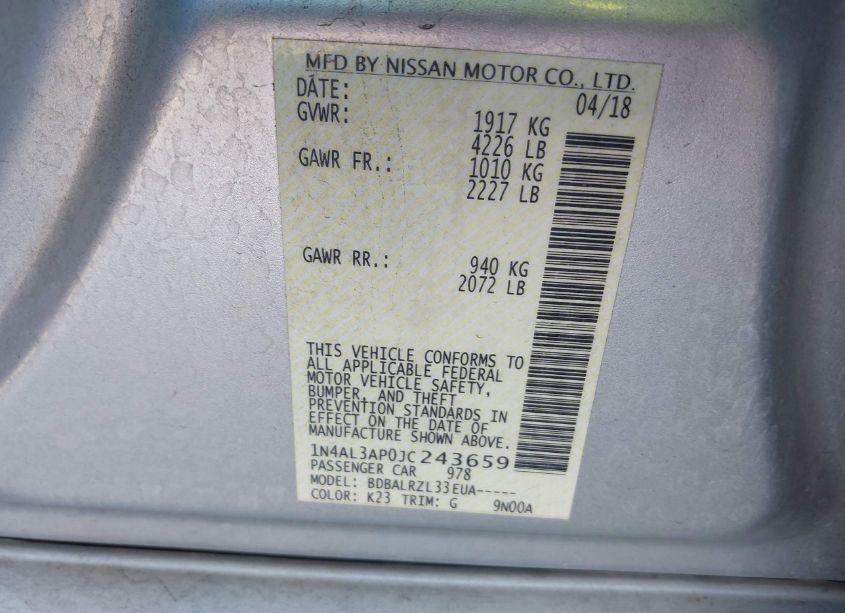 MFD BY NISSAN MOTOR CO., LTD.
DATE: 04/18
GVWR: 1917 KG
4226 LB
GAWR FR.: 1010 KG
2227 LB
GAWR RR.: 940 KG
2072 LB
THIS VEHICLE CONFORMS TO
ALL APPLICABLE FEDERAL
MOTOR VEHICLE SAFETY,
BUMPER, AND THEFT
PREVENTION STANDARDS IN
EFFECT ON THE DATE OF
MANUFACTURE SHOWN ABOVE.
1N4AL3AP0JC243659
PASSENGER CAR 978
MODEL: BDBALRZL33EUA-----
COLOR: K23 TRIM: G 9N00A